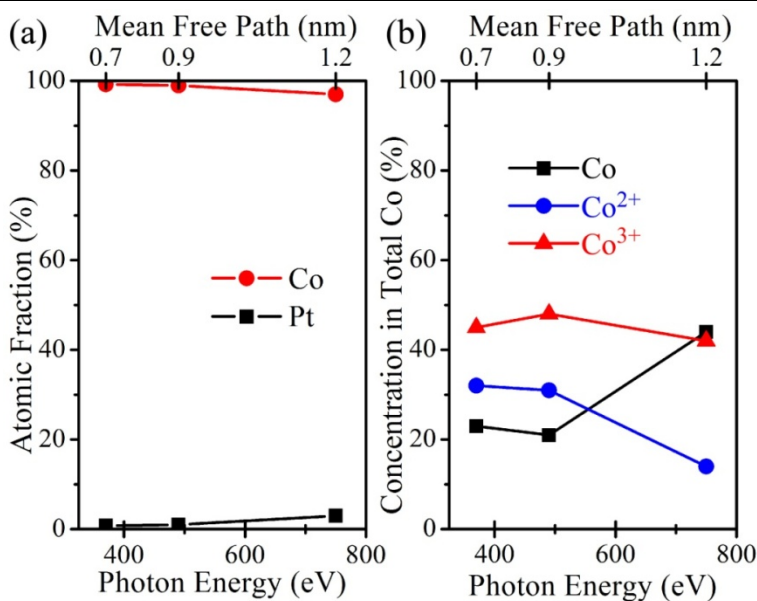 (a)
Mean Free Path (nm)
0.7 0.9 1.2
100
80
60
40
20
0
Atomic Fraction (%)
Co
Pt
400 600 800
Photon Energy (eV)
(b)
Mean Free Path (nm)
0.7 0.9 1.2
100
80
60
40
20
0
Concentration in Total Co (%)
Co
Co²⁺
Co³⁺
400 600 800
Photon Energy (eV)